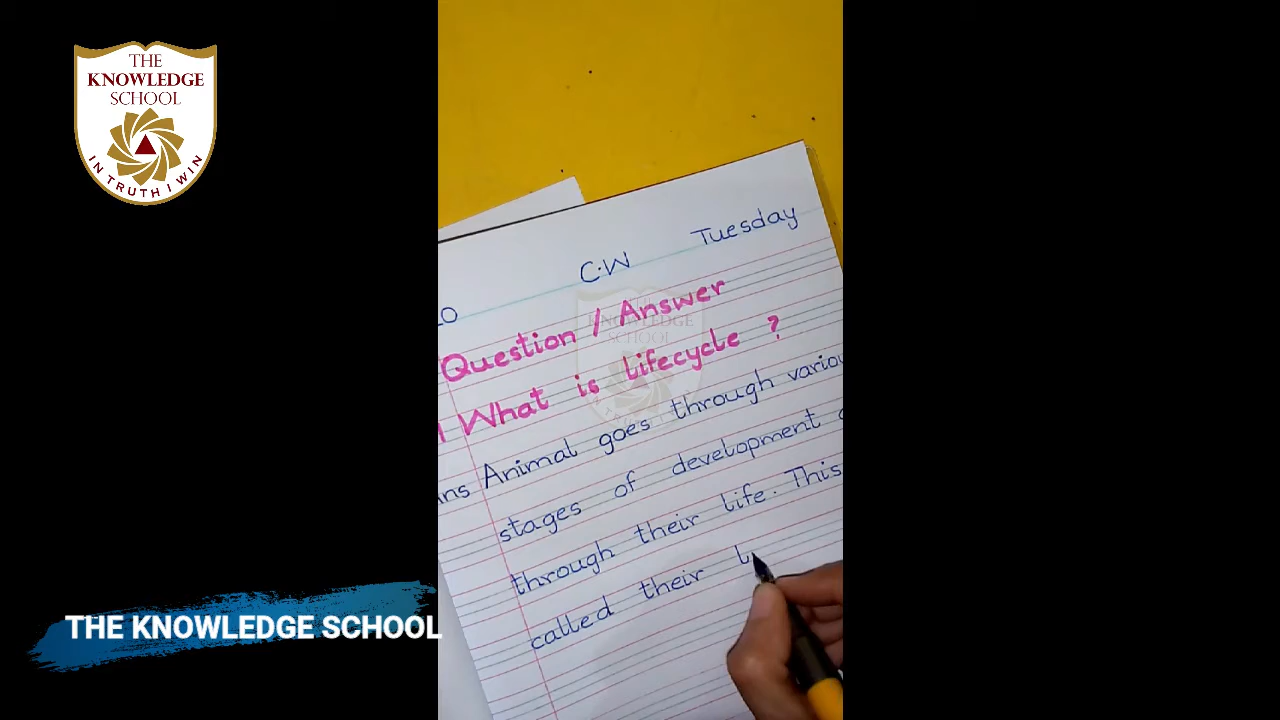 THE
KNOWLEDGE
SCHOOL
IN TRUTH I WIN
Tuesday
C.W
Question / Answer
What is lifecycle ?
Ans Animal goes through
stages of development
through their life. This
called their
THE KNOWLEDGE SCHOOL